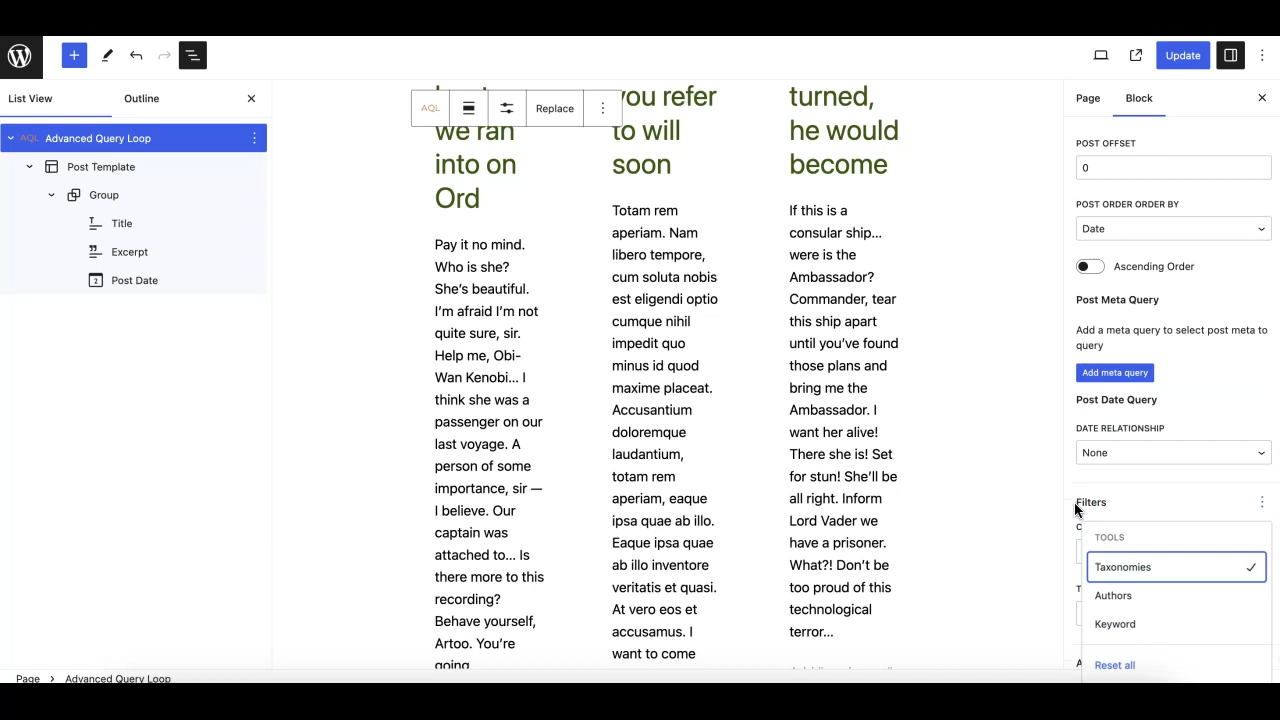 Update
List View
Outline
Advanced Query Loop
Post Template
Group
Title
Excerpt
Post Date
AQL
Replace
we ran
into on
Ord
Pay it no mind.
Who is she?
She's beautiful.
I'm afraid I'm not
quite sure, sir.
Help me, Obi-
Wan Kenobi... I
think she was a
passenger on our
last voyage. A
person of some
importance, sir —
I believe. Our
captain was
attached to... Is
there more to this
recording?
Behave yourself,
Artoo. You're
going
you refer
to will
soon
Totam rem
aperiam. Nam
libero tempore,
cum soluta nobis
est eligendi optio
cumque nihil
impedit quo
minus id quod
maxime placeat.
Accusantium
doloremque
laudantium,
totam rem
aperiam, eaque
ipsa quae ab illo.
Eaque ipsa quae
ab illo inventore
veritatis et quasi.
At vero eos et
accusamus. I
want to come
turned,
he would
become
If this is a
consular ship...
were is the
Ambassador?
Commander, tear
this ship apart
until you've found
those plans and
bring me the
Ambassador. I
want her alive!
There she is! Set
for stun! She'll be
all right. Inform
Lord Vader we
have a prisoner.
What?! Don't be
too proud of this
technological
terror...
Page
Block
POST OFFSET
0
POST ORDER ORDER BY
Date
Ascending Order
Post Meta Query
Add a meta query to select post meta to
query
Add meta query
Post Date Query
DATE RELATIONSHIP
None
Filters
TOOLS
Taxonomies
Authors
Keyword
Reset all
Page > Advanced Query Loop